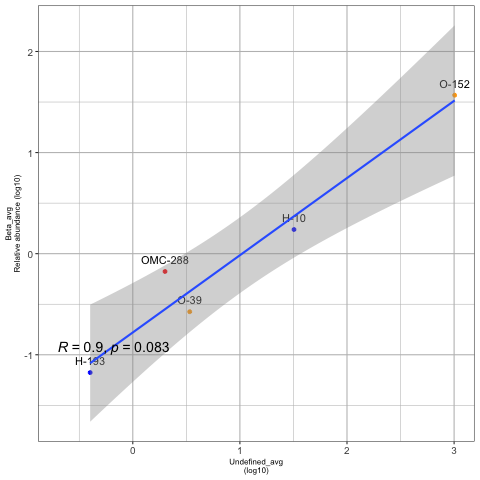 Beta_avg
Relative abundance (log10)
2
1
0
-1
O-152
H-10
OMC-288
O-39
R = 0.9, p = 0.083
H-193
0
1
2
3
Undefined_avg
(log10)